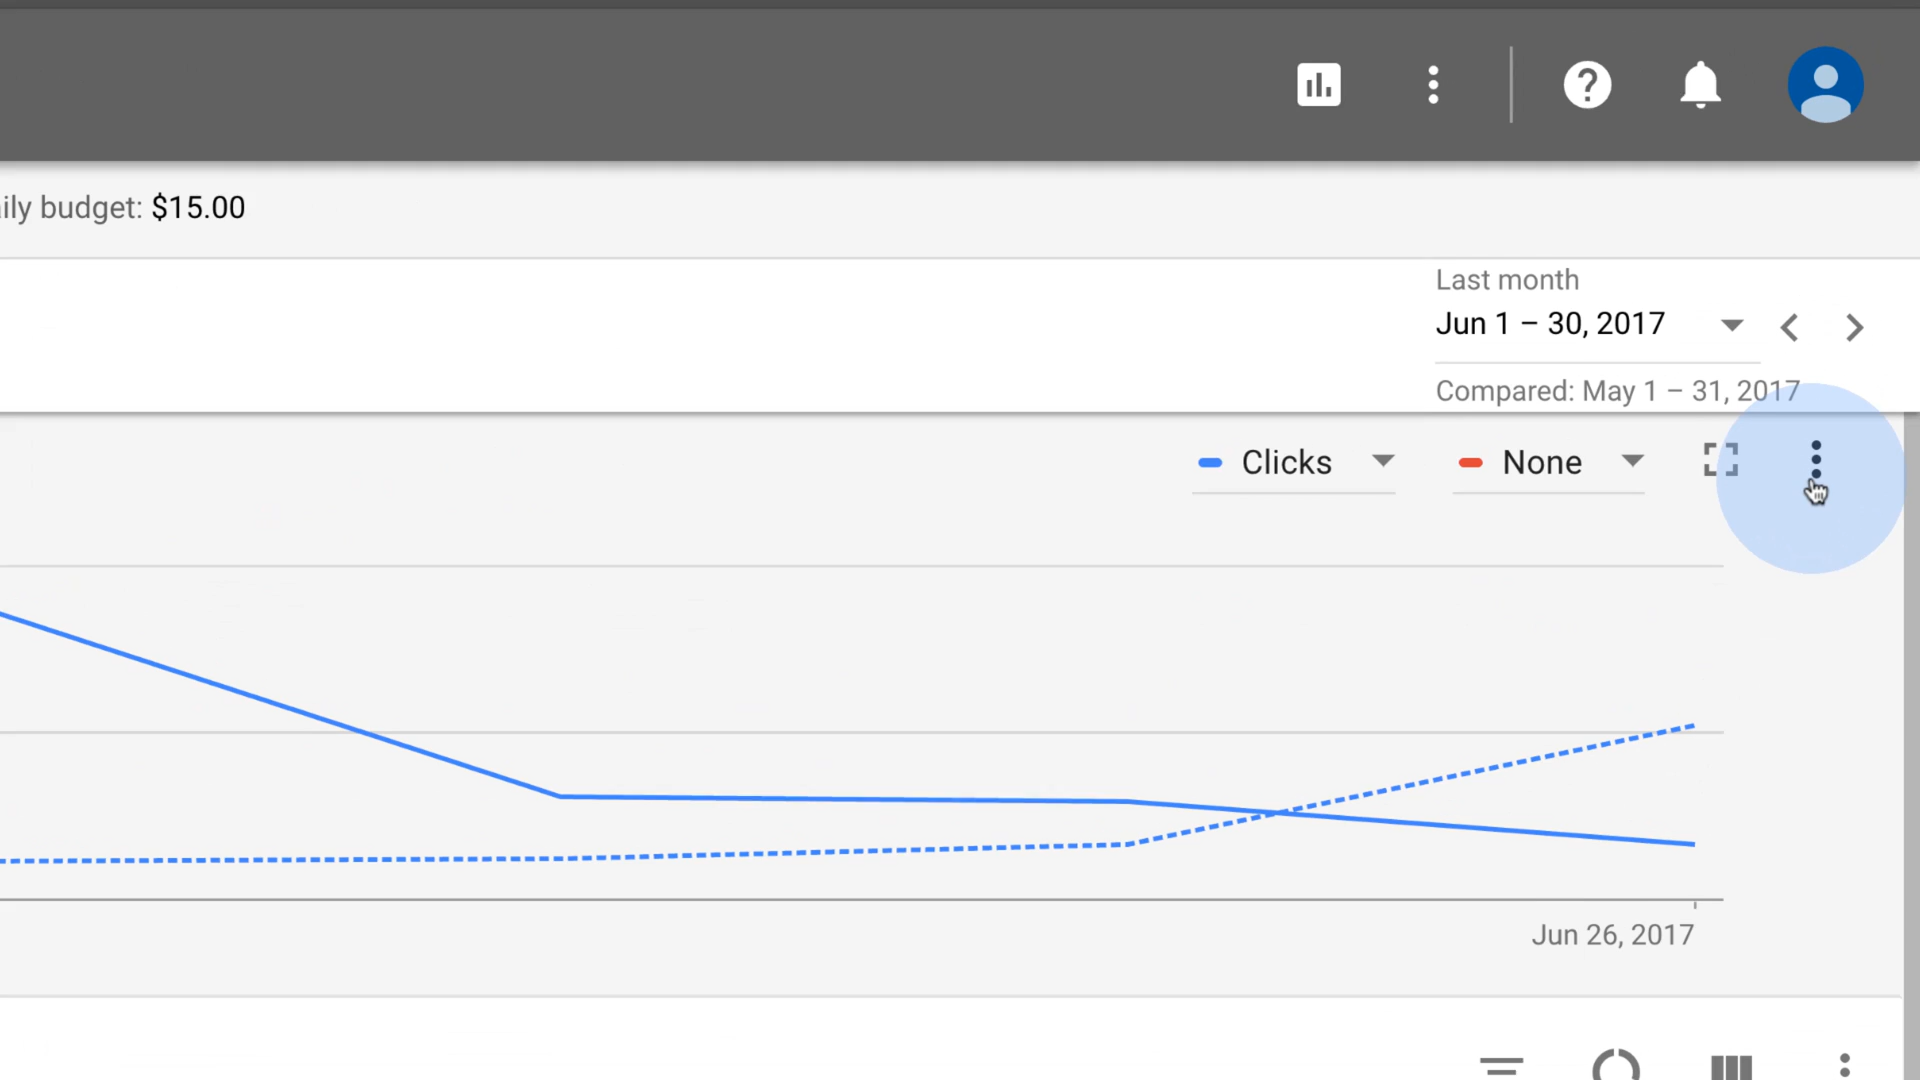 ily budget: $15.00
Last month
Jun 1 – 30, 2017
Compared: May 1 – 31, 2017
Clicks
None
Jun 26, 2017